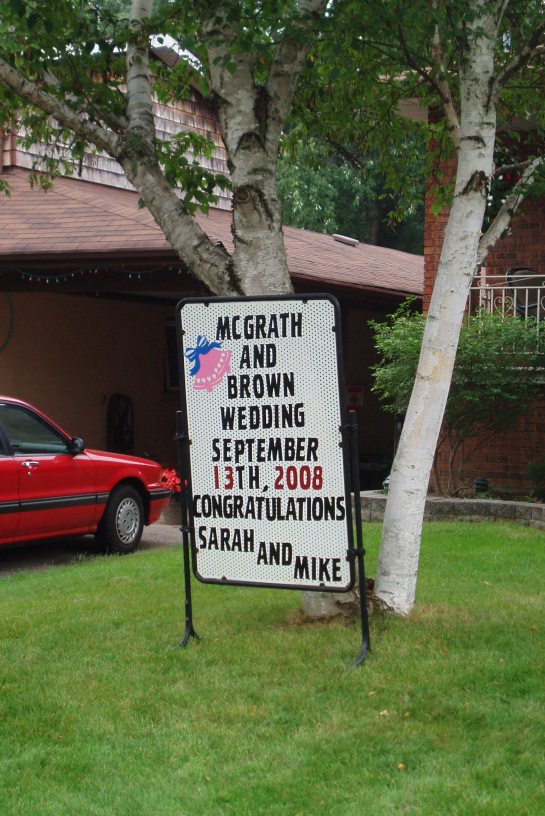 MCGRATH
AND
BROWN
WEDDING
SEPTEMBER
13TH, 2008
CONGRATULATIONS
SARAH AND MIKE